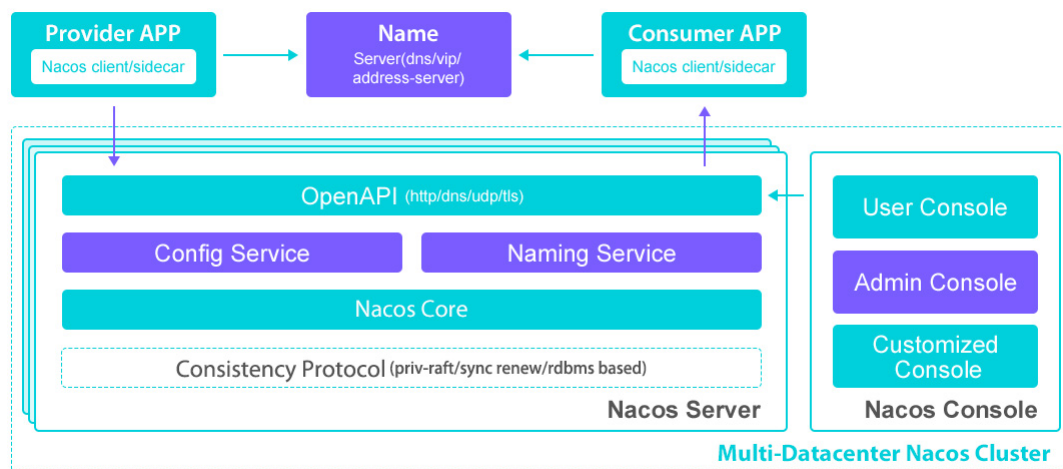 Provider APP
Nacos client/sidecar
Name
Server(dns/vip/
address-server)
Consumer APP
Nacos client/sidecar
OpenAPI (http/dns/udp/tls)
Config Service
Naming Service
Nacos Core
Consistency Protocol (priv-raft/sync renew/rdbms based)
Nacos Server
User Console
Admin Console
Customized
Console
Nacos Console
Multi-Datacenter Nacos Cluster